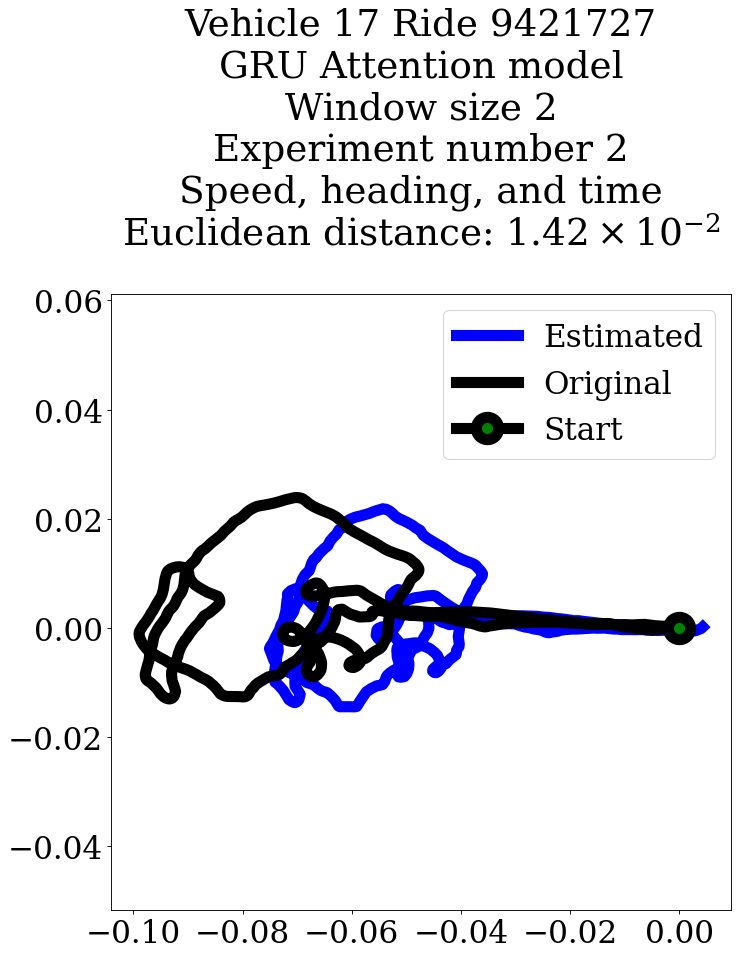 Vehicle 17 Ride 9421727
GRU Attention model
Window size 2
Experiment number 2
Speed, heading, and time
Euclidean distance: 1.42 × 10⁻²
0.06
Estimated
Original
Start
0.04
0.02
0.00
−0.02
−0.04
−0.10 −0.08 −0.06 −0.04 −0.02 0.00